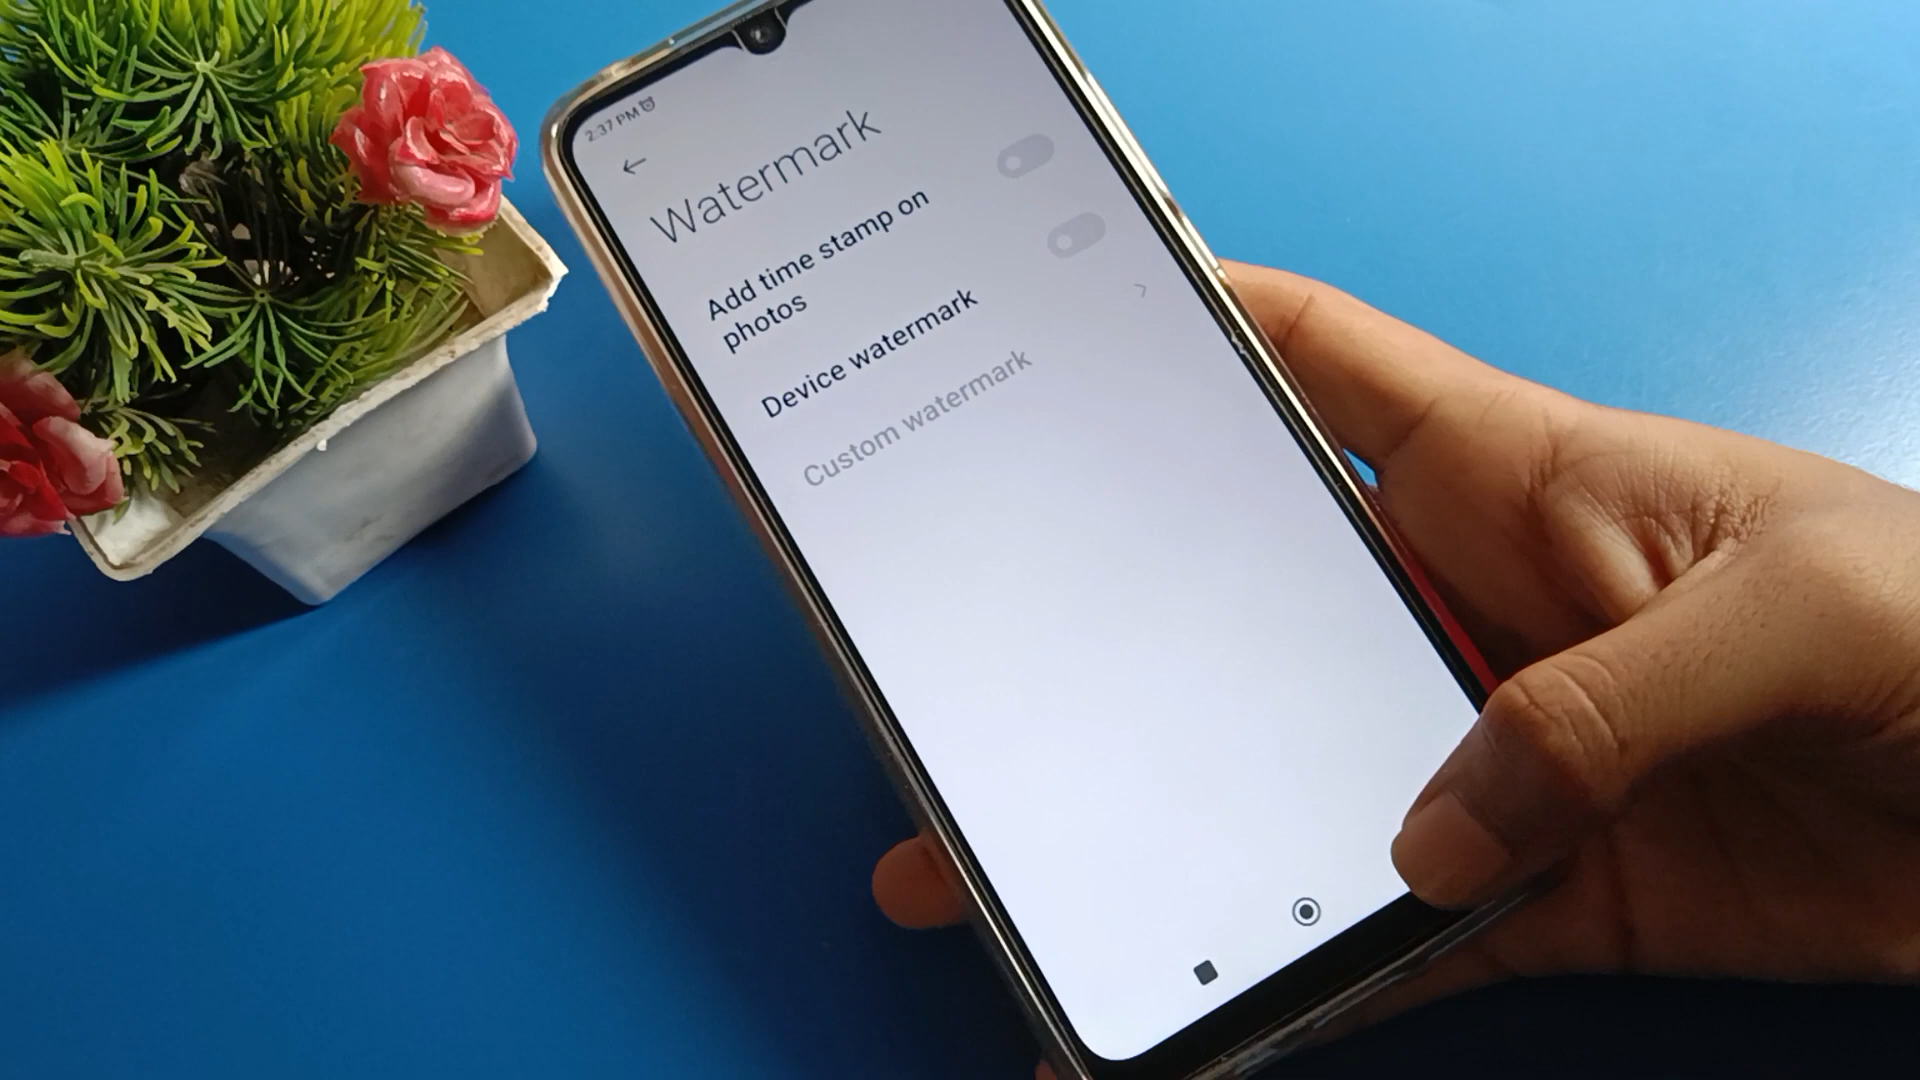 2:37 PM
Watermark
Add time stamp on
photos
Device watermark
Custom watermark